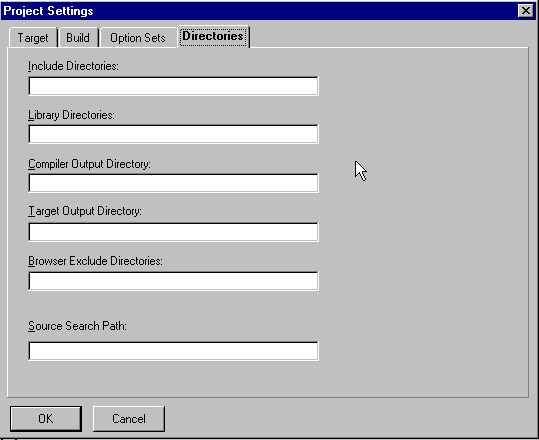 Project Settings
Target Build Option Sets Directories
Include Directories:
Library Directories:
Compiler Output Directory:
Target Output Directory:
Browser Exclude Directories:
Source Search Path:
OK Cancel